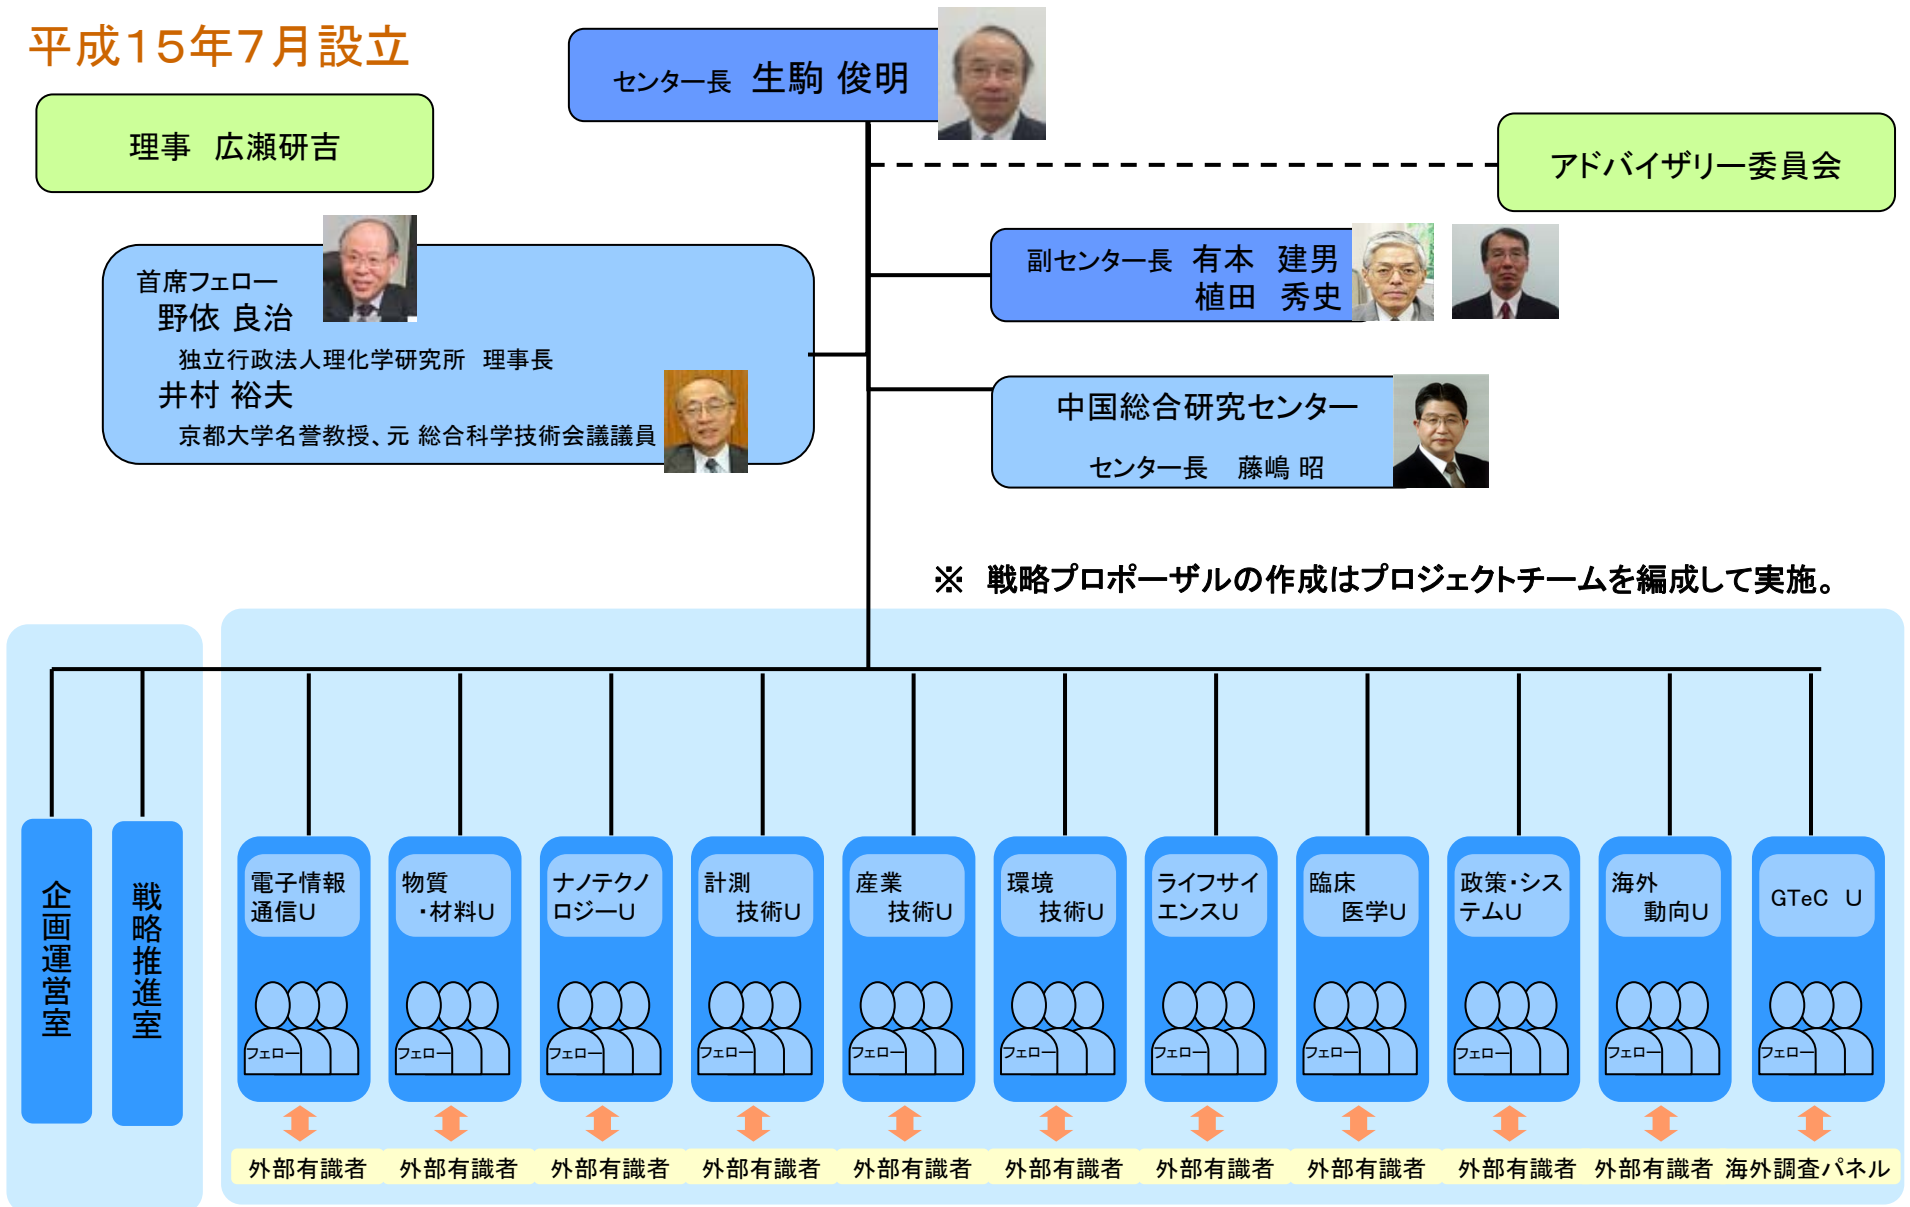 平成15年7月設立
センター長 生駒 俊明
理事 広瀬研吉
アドバイザリー委員会
首席フェロー
野依 良治
独立行政法人理化学研究所 理事長
井村 裕夫
京都大学名誉教授、元 総合科学技術会議議員
副センター長 有本 建男
植田 秀史
中国総合研究センター
センター長 藤嶋 昭
※ 戦略プロポーザルの作成はプロジェクトチームを編成して実施。
企画運営室
戦略推進室
電子情報
通信U
物質
・材料U
ナノテクノ
ロジーU
計測
技術U
産業
技術U
環境
技術U
ライフサイ
エンスU
臨床
医学U
政策・シス
テムU
海外
動向U
GTeC U
フェロー
フェロー
フェロー
フェロー
フェロー
フェロー
フェロー
フェロー
フェロー
フェロー
フェロー
外部有識者
外部有識者
外部有識者
外部有識者
外部有識者
外部有識者
外部有識者
外部有識者
外部有識者
外部有識者
海外調査パネル